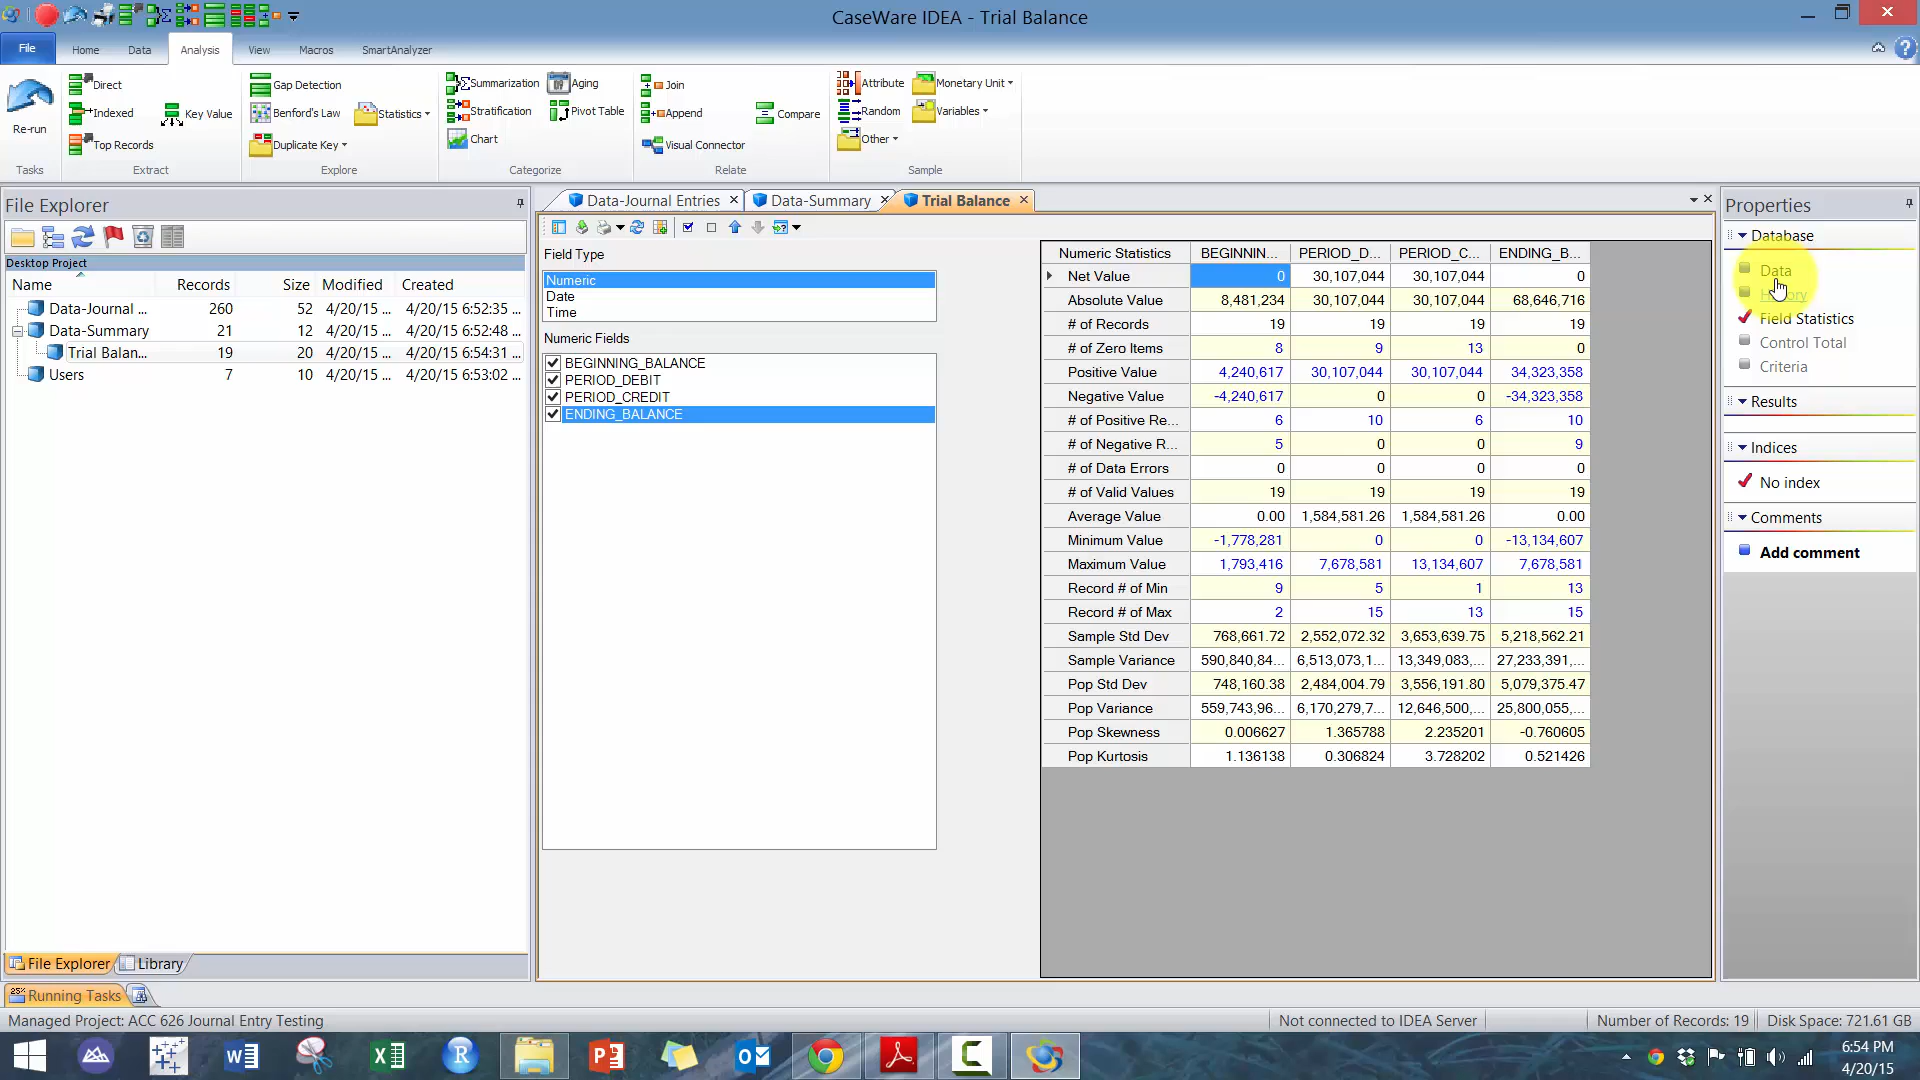 CaseWare IDEA - Trial Balance
File Home Data Analysis View Macros SmartAnalyzer
Re-run
Tasks
Direct
Indexed
Top Records
Key Value
Extract
Gap Detection
Benford's Law
Duplicate Key
Statistics
Explore
Summarization
Stratification
Chart
Aging
Pivot Table
Categorize
Join
Append
Visual Connector
Compare
Relate
Attribute
Random
Other
Monetary Unit
Variables
Sample
File Explorer
Desktop Project
Name Records Size Modified Created
Data-Journal ... 260 52 4/20/15 ... 6:52:35 4/20/15 6:52:35 ...
Data-Summary 21 12 4/20/15 ... 4/20/15 6:52:48 ...
Trial Balan... 19 20 4/20/15 ... 4/20/15 6:54:31 ...
Users 7 10 4/20/15 ... 4/20/15 6:53:02 ...
File Explorer Library
Data-Journal Entries Data-Summary Trial Balance
Field Type
Numeric
Date
Time
Numeric Fields
BEGINNING_BALANCE
PERIOD_DEBIT
PERIOD_CREDIT
ENDING_BALANCE
Numeric Statistics BEGINNIN... PERIOD_D... PERIOD_C... ENDING_B...
Net Value 0 30,107,044 30,107,044 0
Absolute Value 8,481,234 30,107,044 30,107,044 68,646,716
# of Records 19 19 19 19
# of Zero Items 8 9 13 0
Positive Value 4,240,617 30,107,044 30,107,044 34,323,358
Negative Value -4,240,617 0 0 -34,323,358
# of Positive Re... 6 10 6 10
# of Negative R... 5 0 0 9
# of Data Errors 0 0 0 0
# of Valid Values 19 19 19 19
Average Value 0.00 1,584,581.26 1,584,581.26 0.00
Minimum Value -1,778,281 0 0 -13,134,607
Maximum Value 1,793,416 7,678,581 13,134,607 7,678,581
Record # of Min 9 5 1 13
Record # of Max 2 15 13 15
Sample Std Dev 768,661.72 2,552,072.32 3,653,639.75 5,218,562.21
Sample Variance 590,840,84... 6,513,073,1... 13,349,083,... 27,233,391,...
Pop Std Dev 748,160.38 2,484,004.79 3,556,191.80 5,079,375.47
Pop Variance 559,743,96... 6,170,279,7... 12,646,500,... 25,800,055,...
Pop Skewness 0.006627 1.365788 2.235201 -0.760605
Pop Kurtosis 1.136138 0.306824 3.728202 0.521426
Properties
Database
Data
History
Field Statistics
Control Total
Criteria
Results
Indices
No index
Comments
Add comment
Running Tasks
Managed Project: ACC 626 Journal Entry Testing
Not connected to IDEA Server
Number of Records: 19
Disk Space: 721.61 GB
6:54 PM
4/20/15